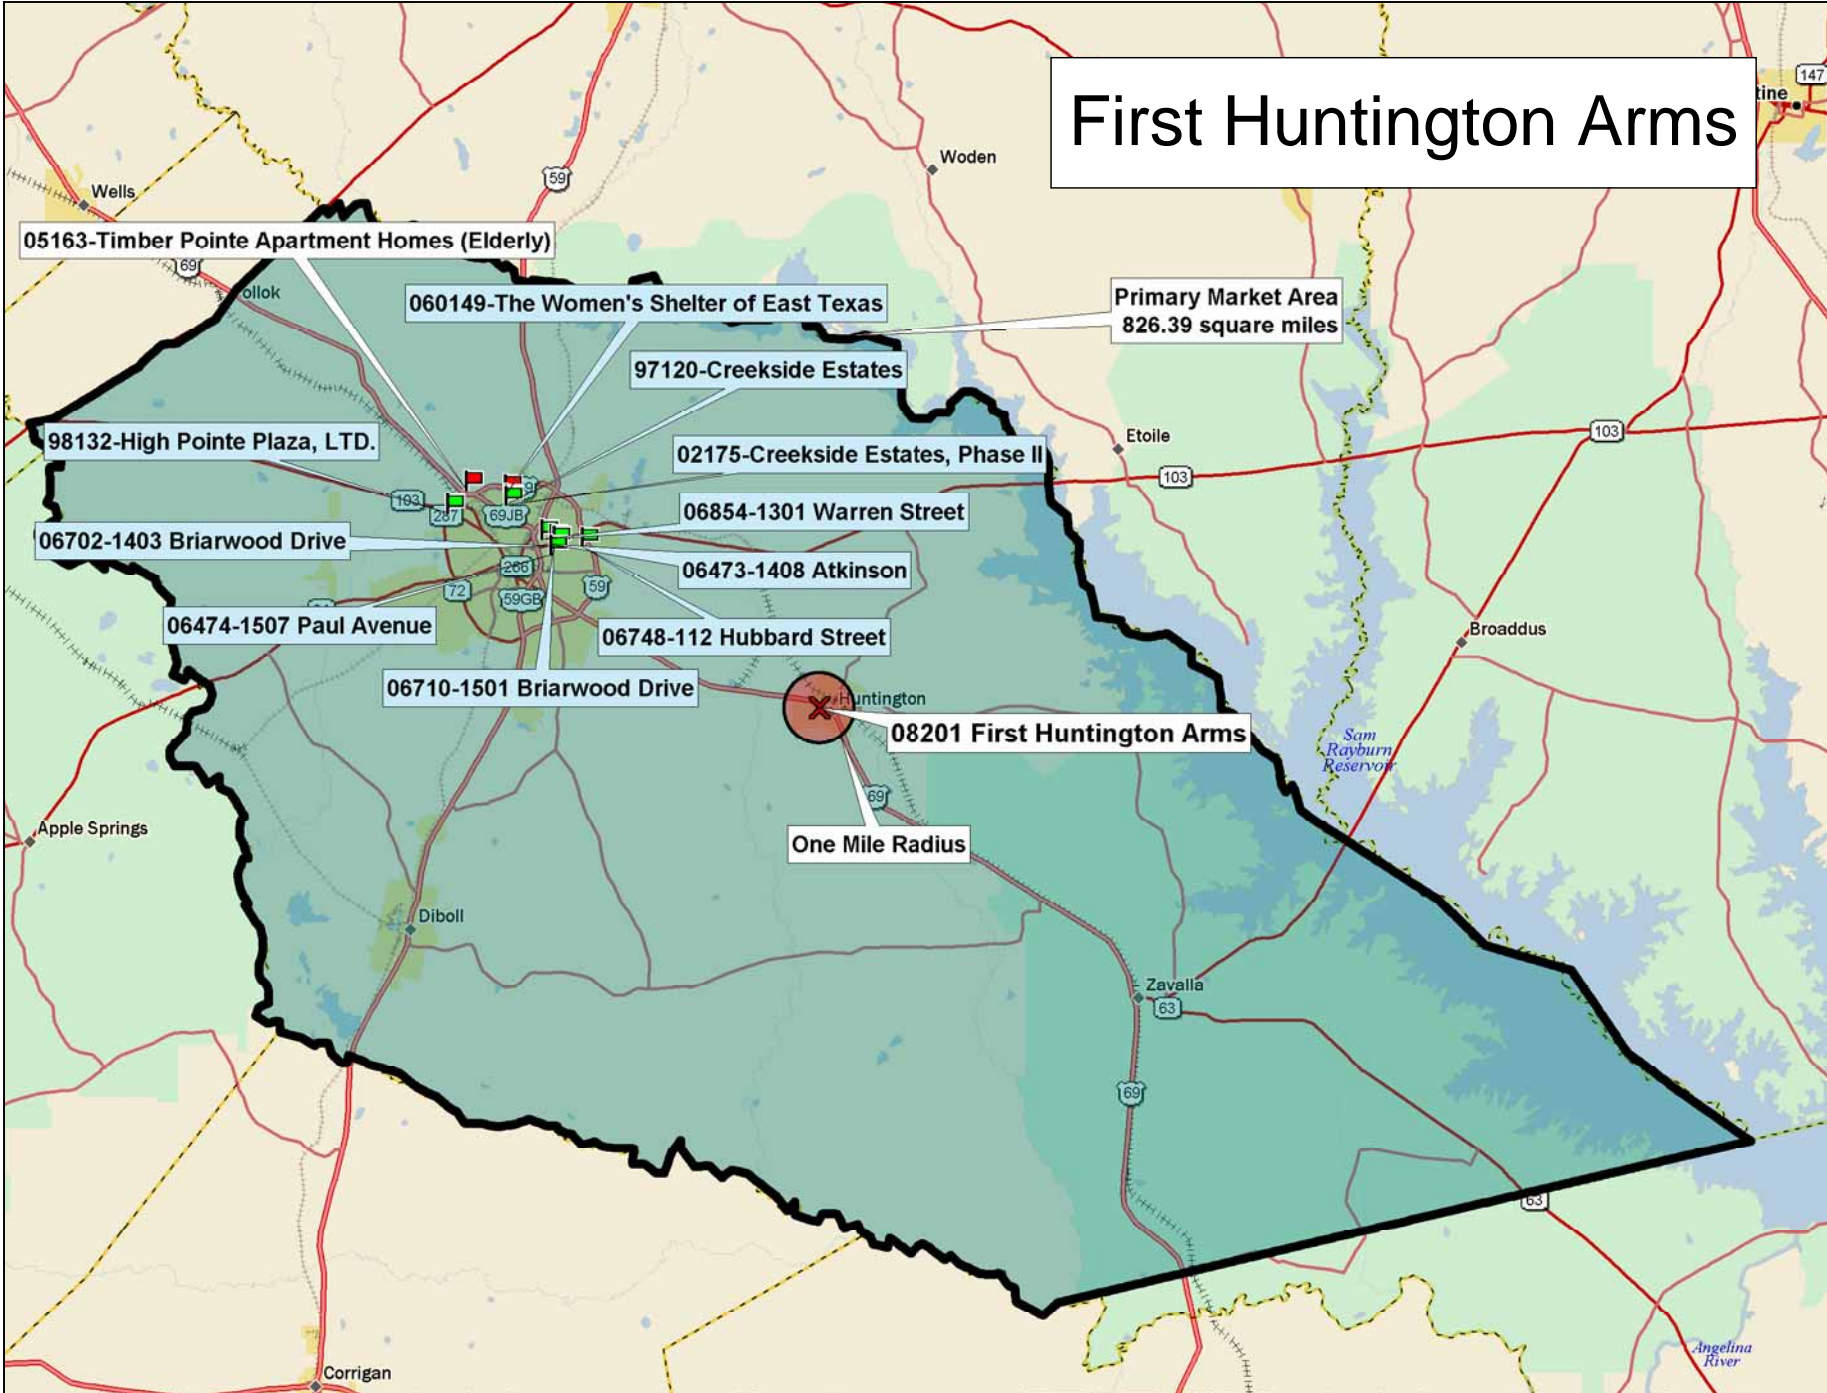 First Huntington Arms
147
tine
Woden
59
Wells
05163-Timber Pointe Apartment Homes (Elderly)
69
ollok
060149-The Women's Shelter of East Texas
Primary Market Area
826.39 square miles
97120-Creekside Estates
98132-High Pointe Plaza, LTD.
Etoile
103
02175-Creekside Estates, Phase II
103
103
287
69JB
06854-1301 Warren Street
06702-1403 Briarwood Drive
266
06473-1408 Atkinson
72
59GB
59
06474-1507 Paul Avenue
06748-112 Hubbard Street
Broaddus
06710-1501 Briarwood Drive
Huntington
08201 First Huntington Arms
Sam
Rayburn
Reservoir
69
Apple Springs
One Mile Radius
Diboll
Zavalla
63
69
63
Angelina
River
Corrigan